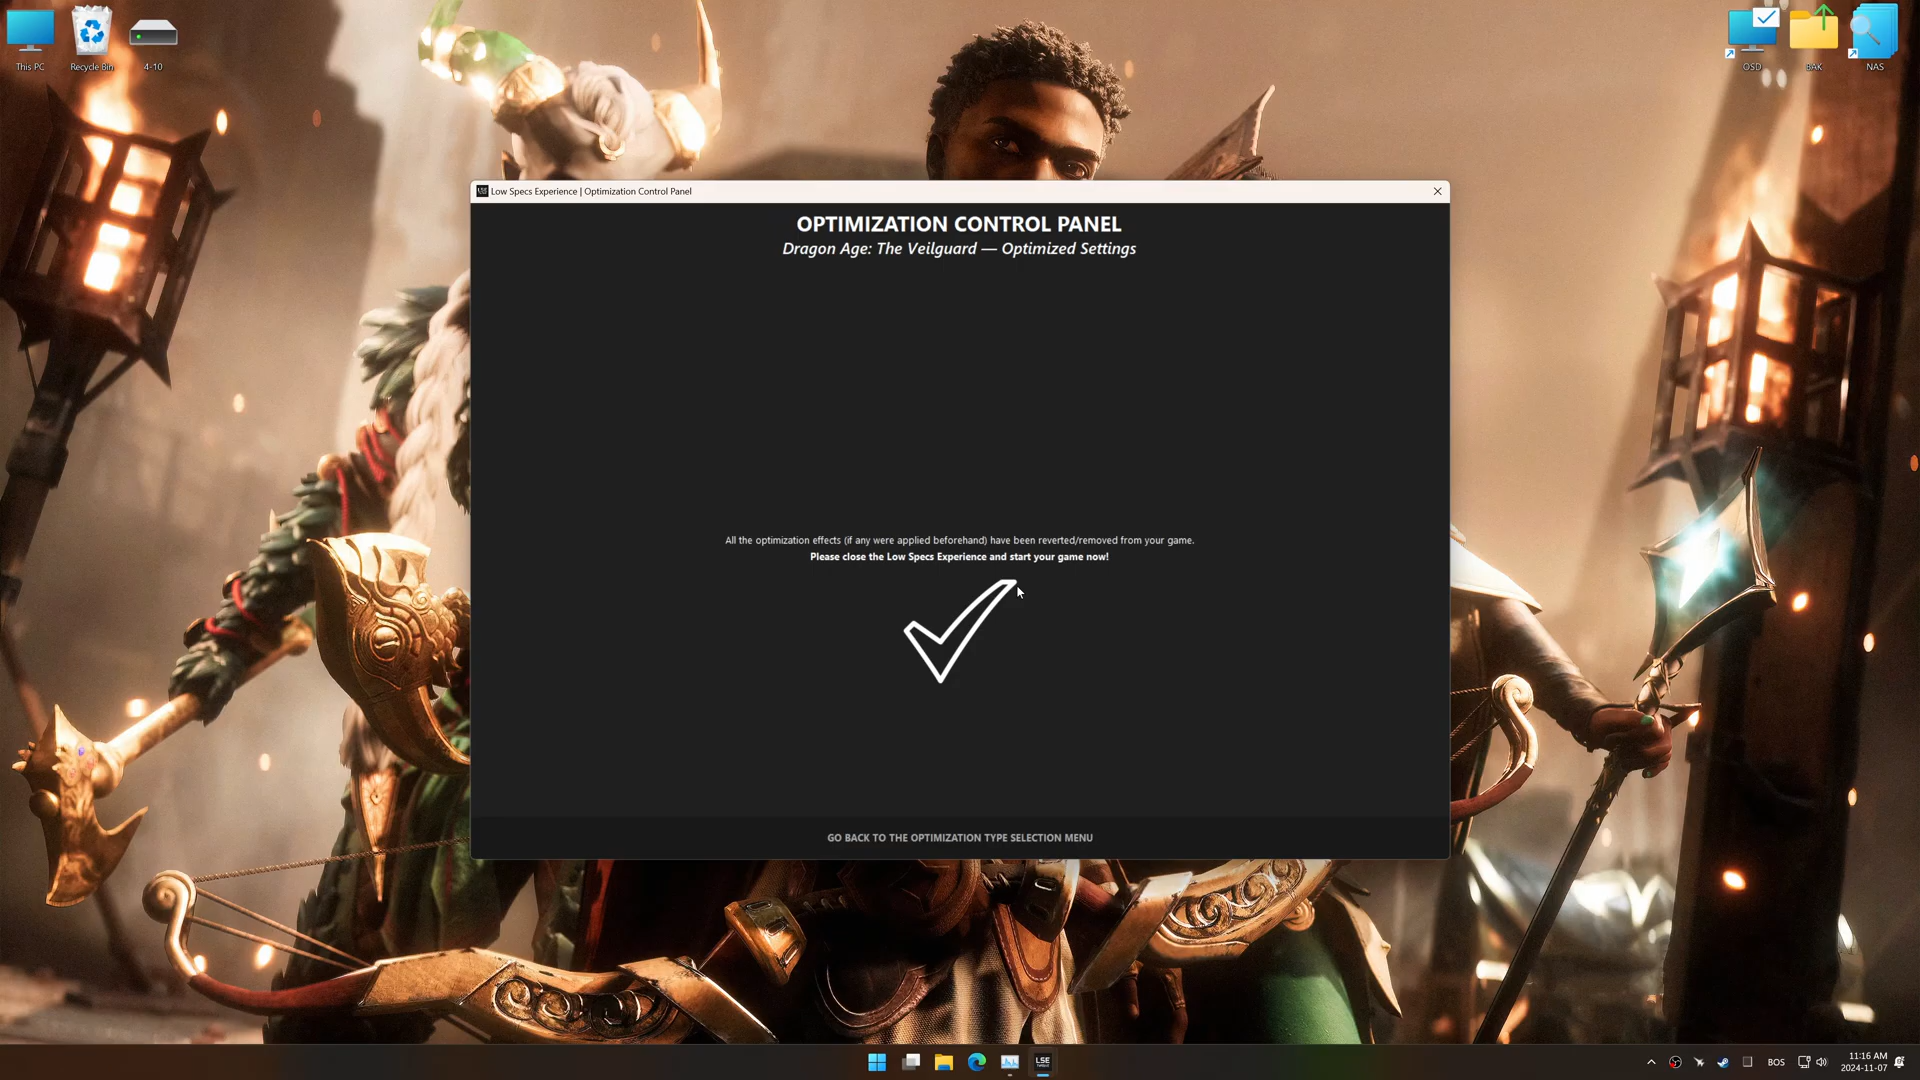 This PC
Recycle Bin
4-10
OSD
BAK
NAS
LSE
Low Specs Experience | Optimization Control Panel
OPTIMIZATION CONTROL PANEL
Dragon Age: The Veilguard — Optimized Settings
All the optimization effects (if any were applied beforehand) have been reverted/removed from your game.
Please close the Low Specs Experience and start your game now!
GO BACK TO THE OPTIMIZATION TYPE SELECTION MENU
LSE
BOS
11:16 AM
2024-11-07